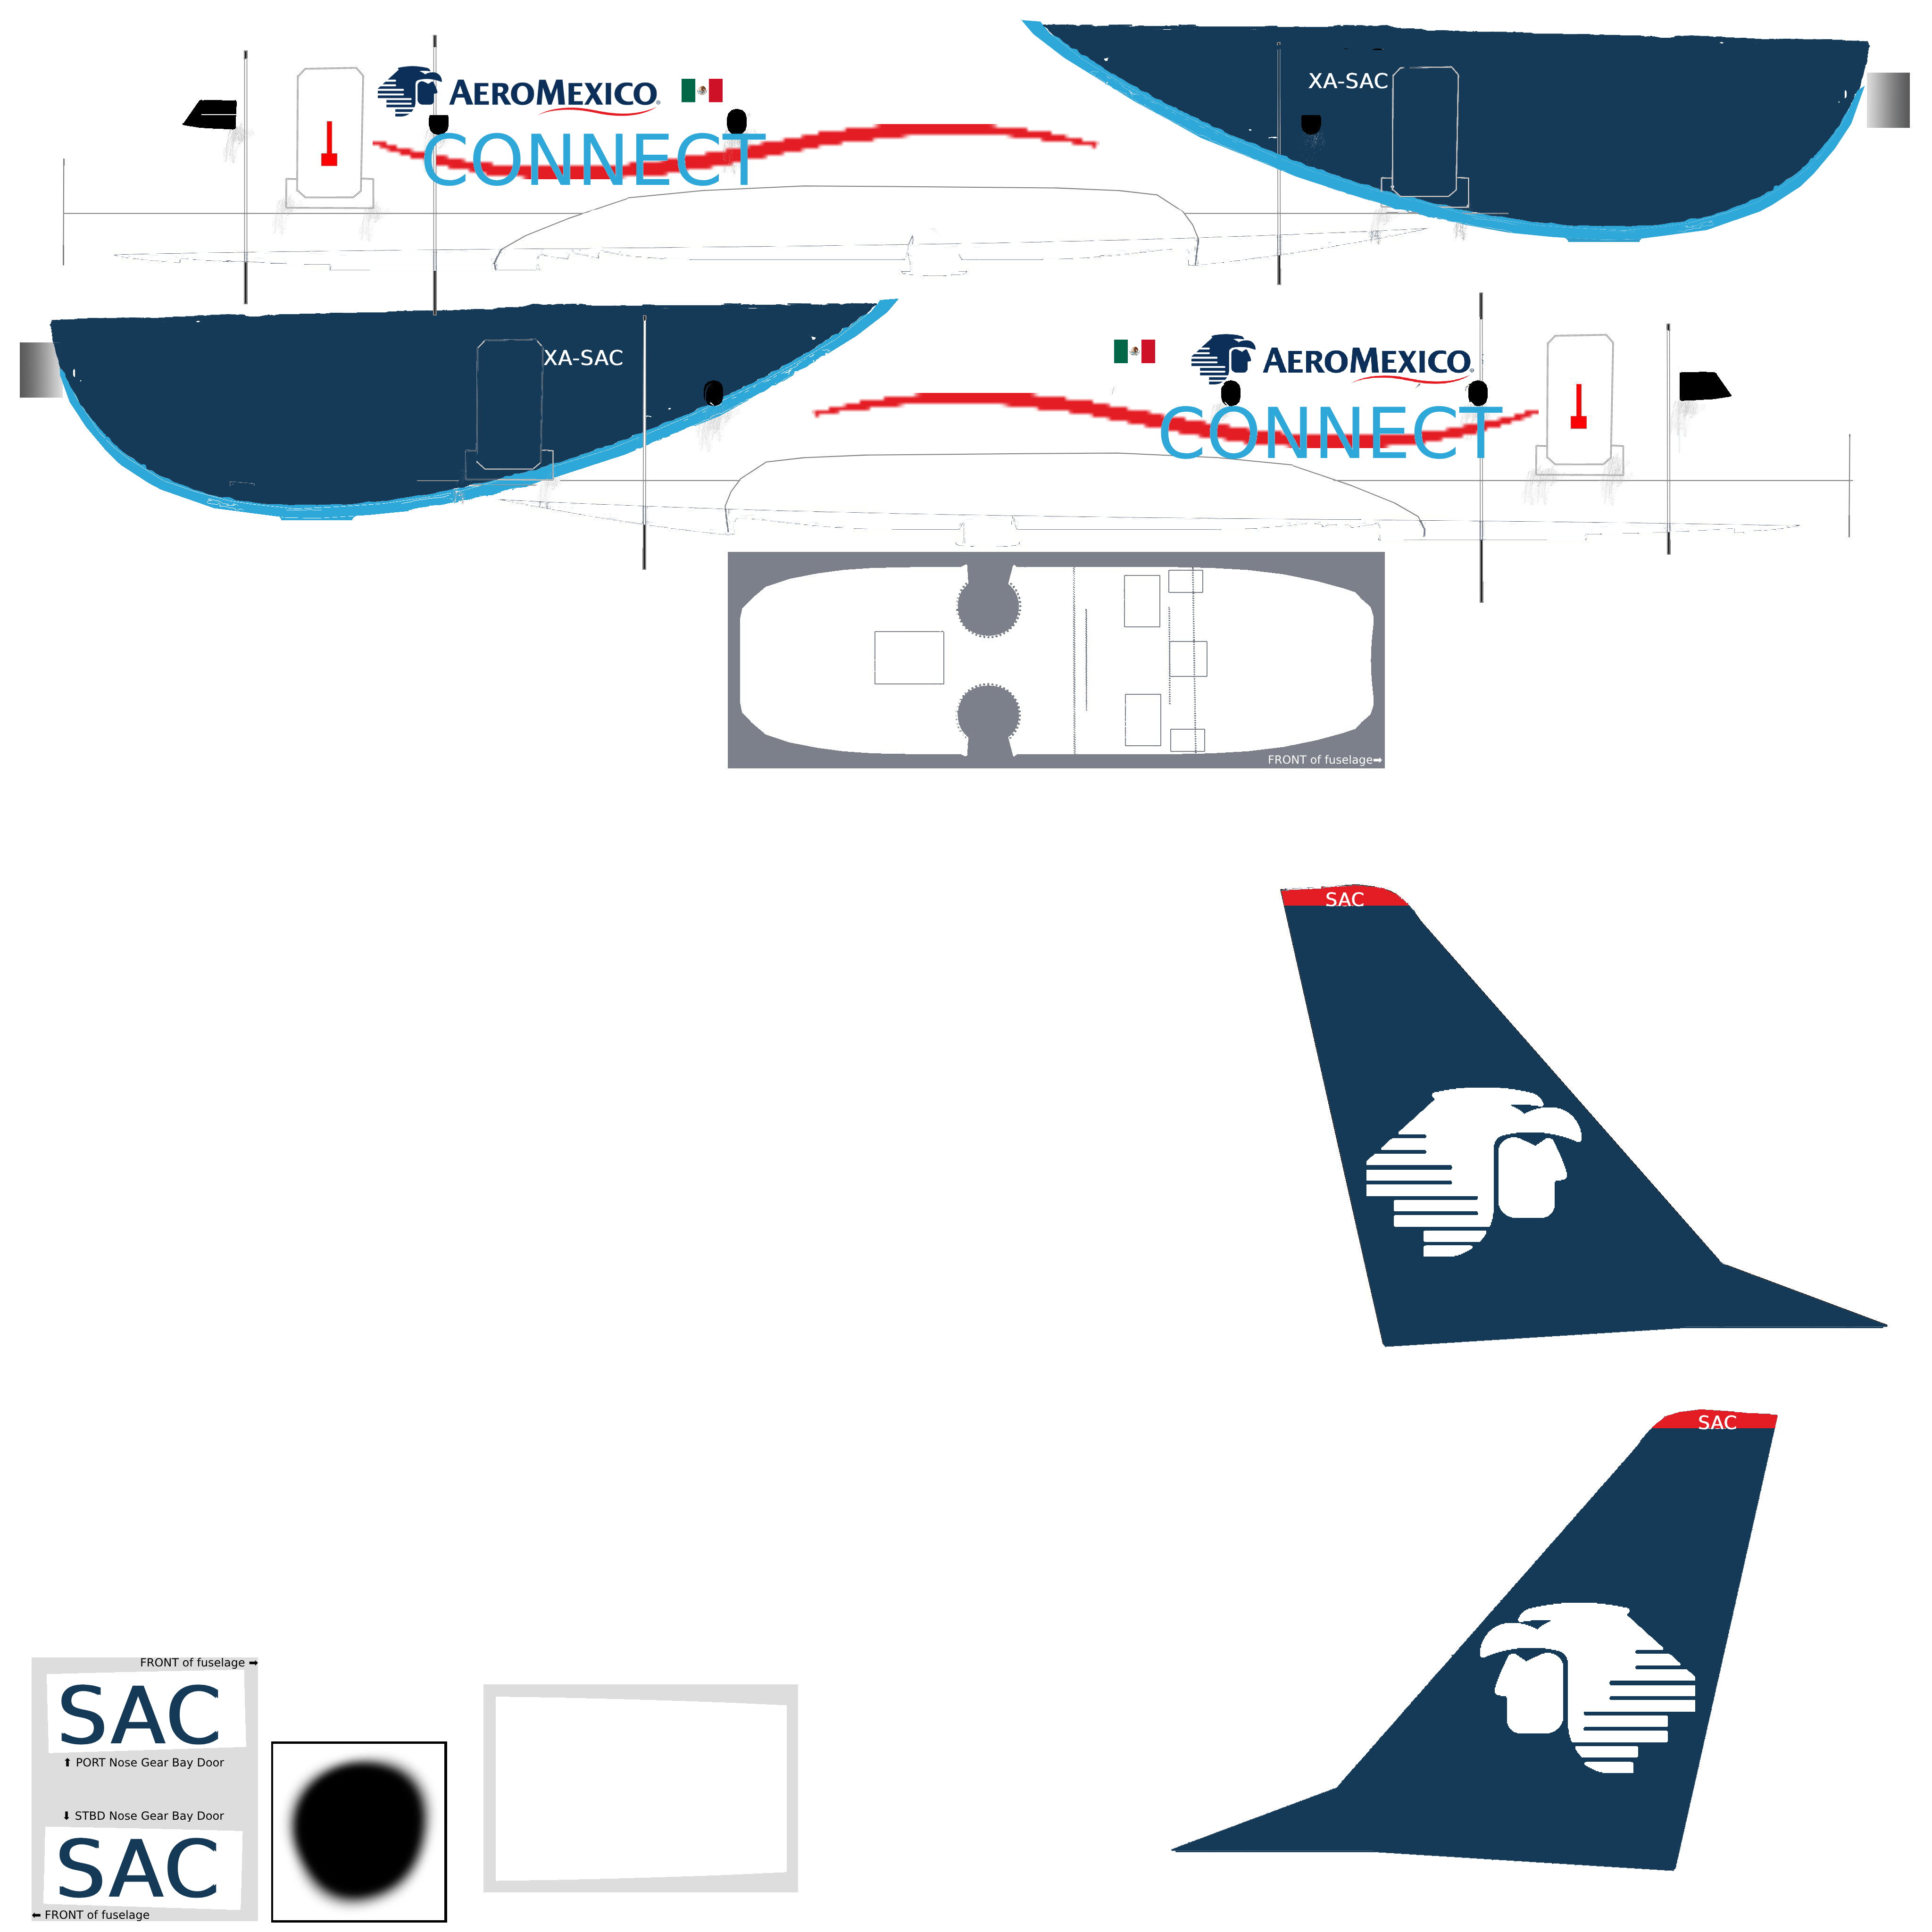 AEROMEXICO®
CONNECT
XA-SAC
XA-SAC
AEROMEXICO®
CONNECT
FRONT of fuselage➡
SAC
SAC
FRONT of fuselage ➡
SAC
⬆ PORT Nose Gear Bay Door
⬇ STBD Nose Gear Bay Door
SAC
⬅ FRONT of fuselage